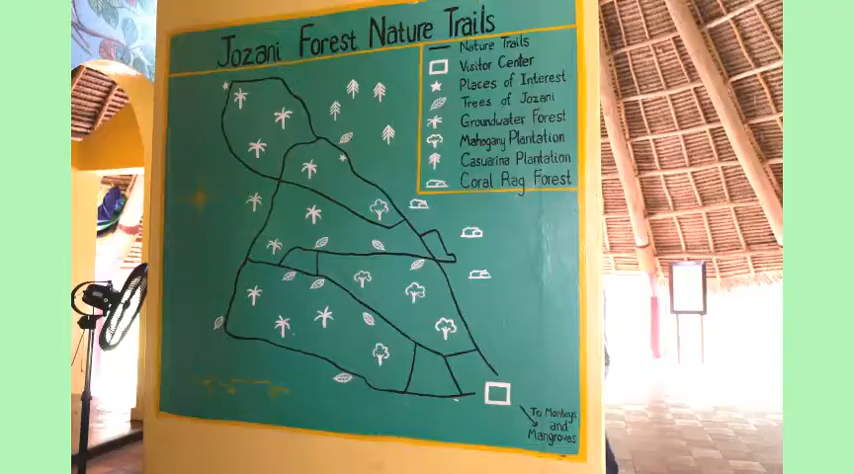 Jozani Forest Nature Trails
Nature Trails
Visitor Center
Places of Interest
Trees of Jozani
Groundwater Forest
Mahogany Plantation
Casuarina Plantation
Coral Rag Forest
To Monkeys
and
Mangroves